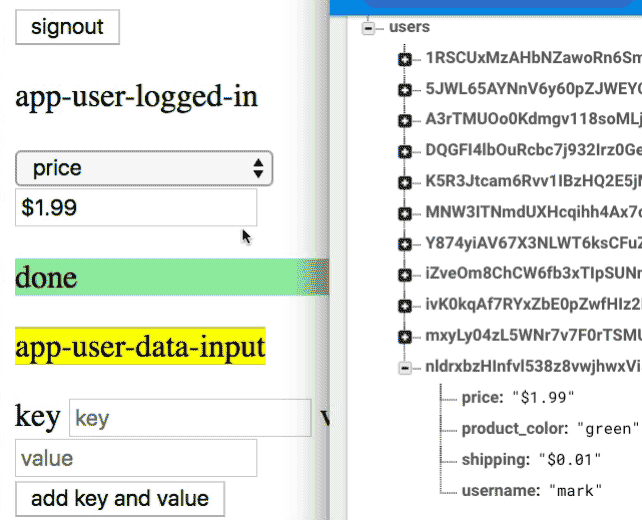 signout
app-user-logged-in
price
$1.99
done
app-user-data-input
key key v
value
add key and value
users
1RSCUxMzAHbNZawoRn6Sm
5JWL65AYNnV6y60pZJWEY
A3rTMUOo0Kdmgv118soMLj
DQGFI4lbOuRcbc7j932Irz0Ge
K5R3Jtcam6Rvv1IBzHQ2E5j
MNW3ITNmdUXHcqihh4Ax7
Y874yiAV67X3NLWT6ksCFuZ
iZveOm8ChCW6fb3xTIpSUNr
ivK0kqAf7RYxZbE0pZwfHIz2
mxyLy04zL5WNr7v7F0rTSMU
nldrxbzHInfvl538z8vwjhwxVi
price: "$1.99"
product_color: "green"
shipping: "$0.01"
username: "mark"